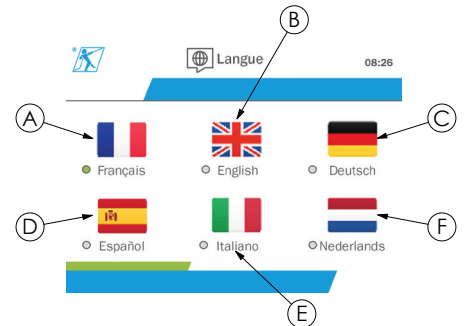 B
Langue
08:26
A
C
Français
English
Deutsch
D
F
Español
Italiano
Nederlands
E